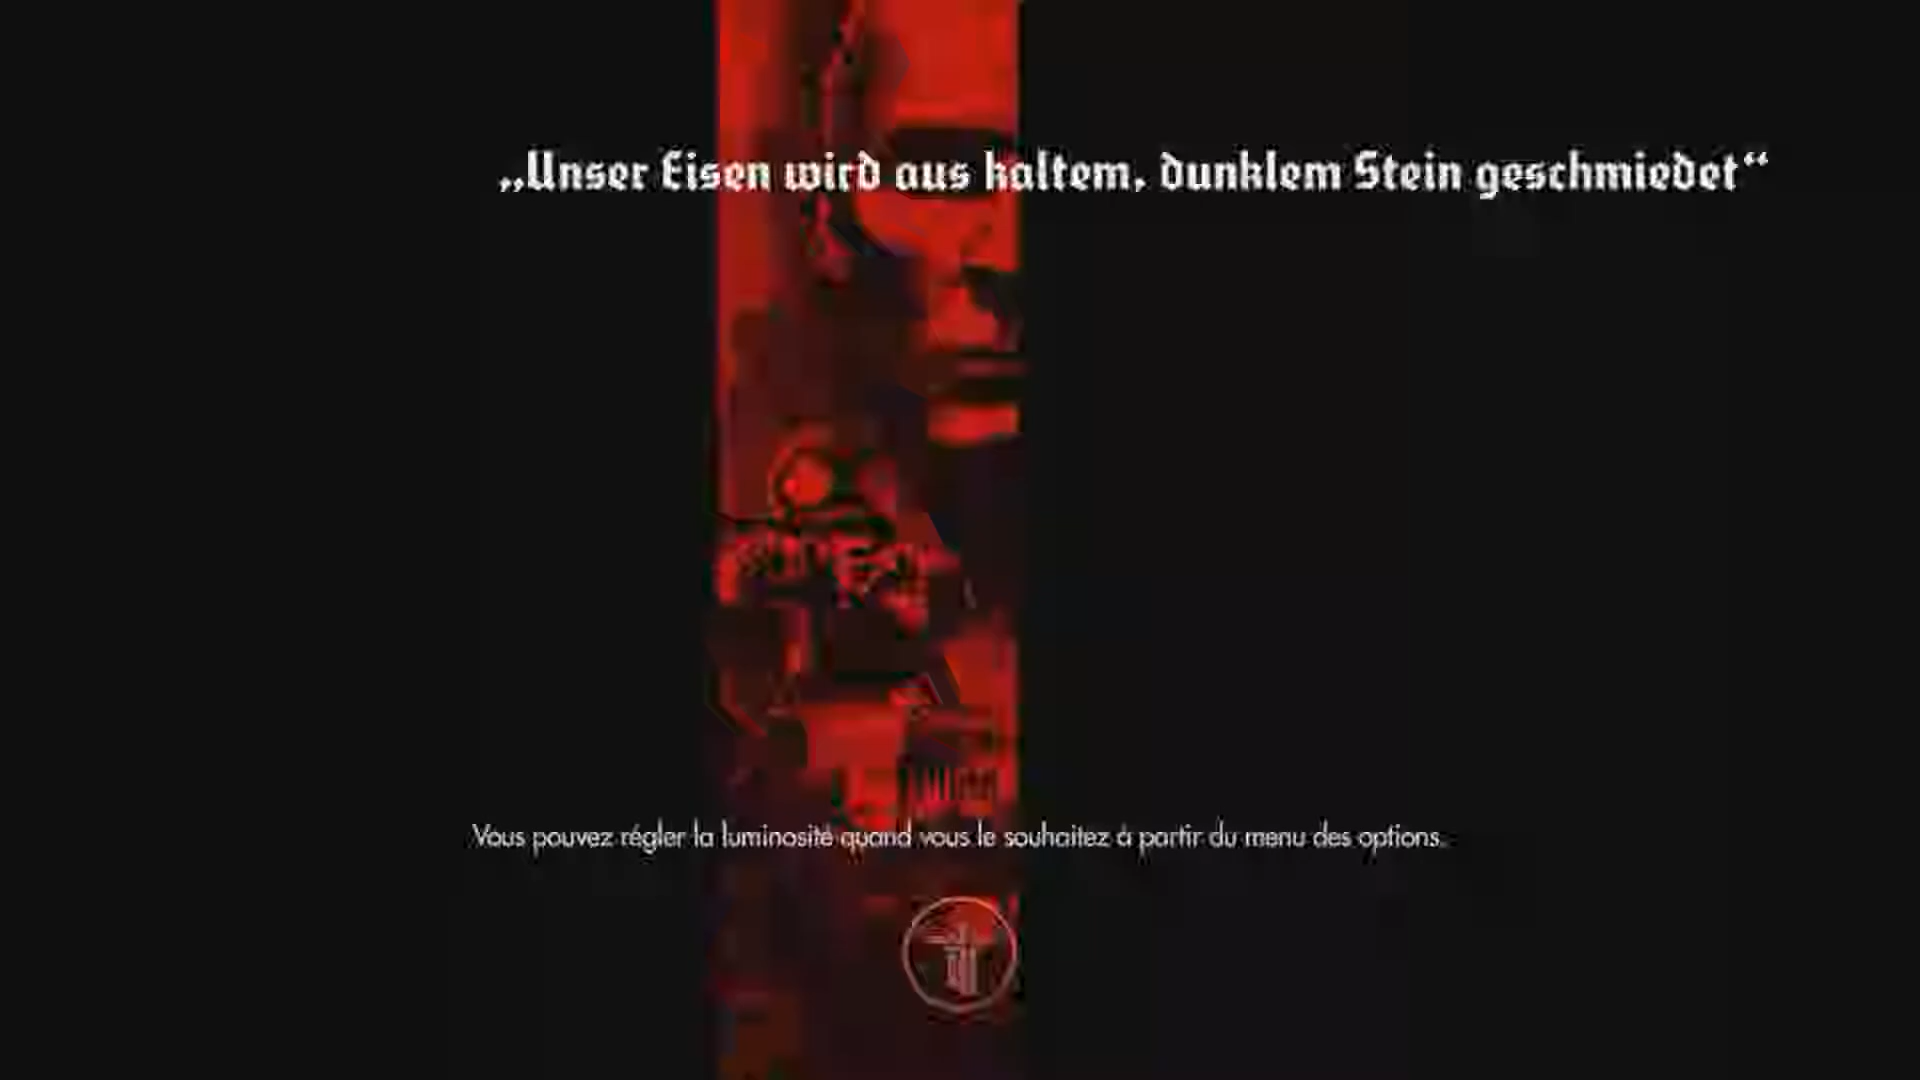 „Unser Eisen wird aus kaltem, dunklem Stein geschmiedet“
Vous pouvez régler la luminosité quand vous le souhaitez à partir du menu des options.